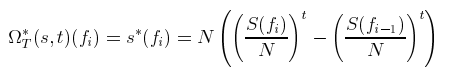 Ω*_T(s, t)(f_i) = s*(f_i) = N ( ( S(f_i) / N )^t − ( S(f_{i−1}) / N )^t )